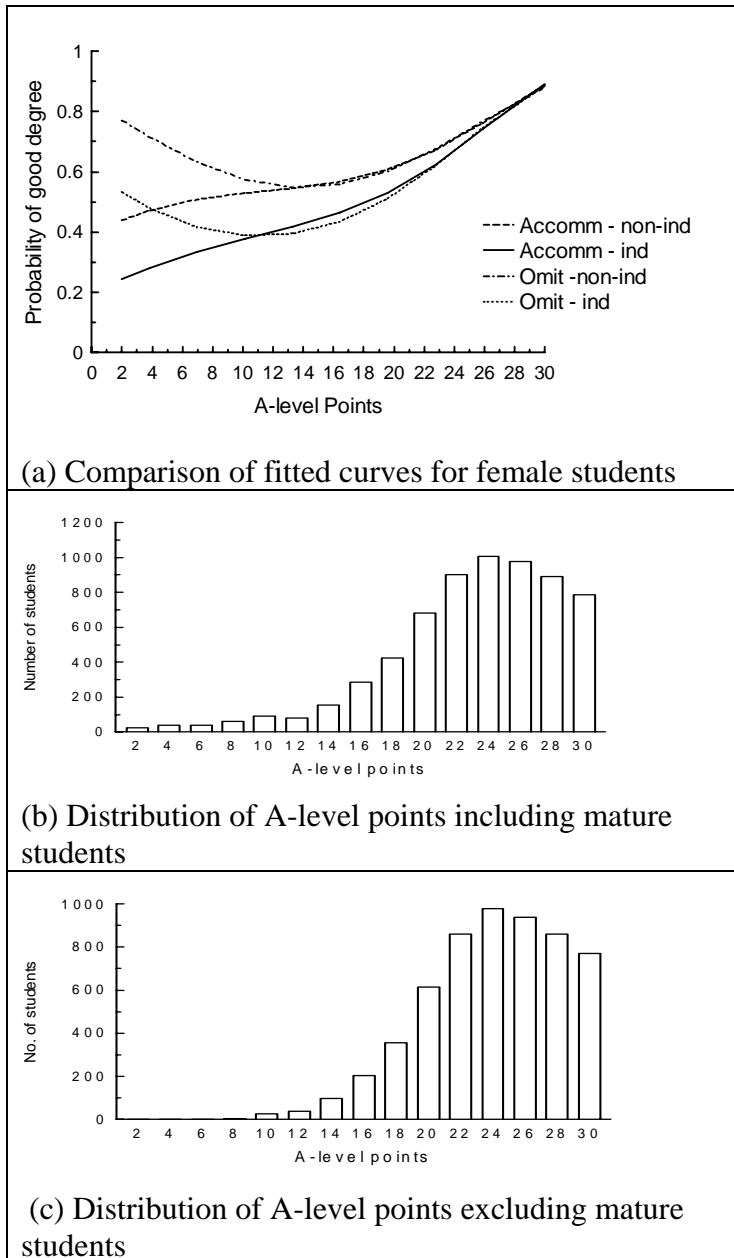 1
0.8
0.6
0.4
0.2
0
Probability of good degree
Accomm - non-ind
Accomm - ind
Omit -non-ind
Omit - ind
0 2 4 6 8 10 12 14 16 18 20 22 24 26 28 30
A-level Points
(a) Comparison of fitted curves for female students
1200
1000
800
600
400
200
0
Number of students
2 4 6 8 10 12 14 16 18 20 22 24 26 28 30
A-level points
(b) Distribution of A-level points including mature
students
1000
800
600
400
200
0
No. of students
2 4 6 8 10 12 14 16 18 20 22 24 26 28 30
A-level points
(c) Distribution of A-level points excluding mature
students